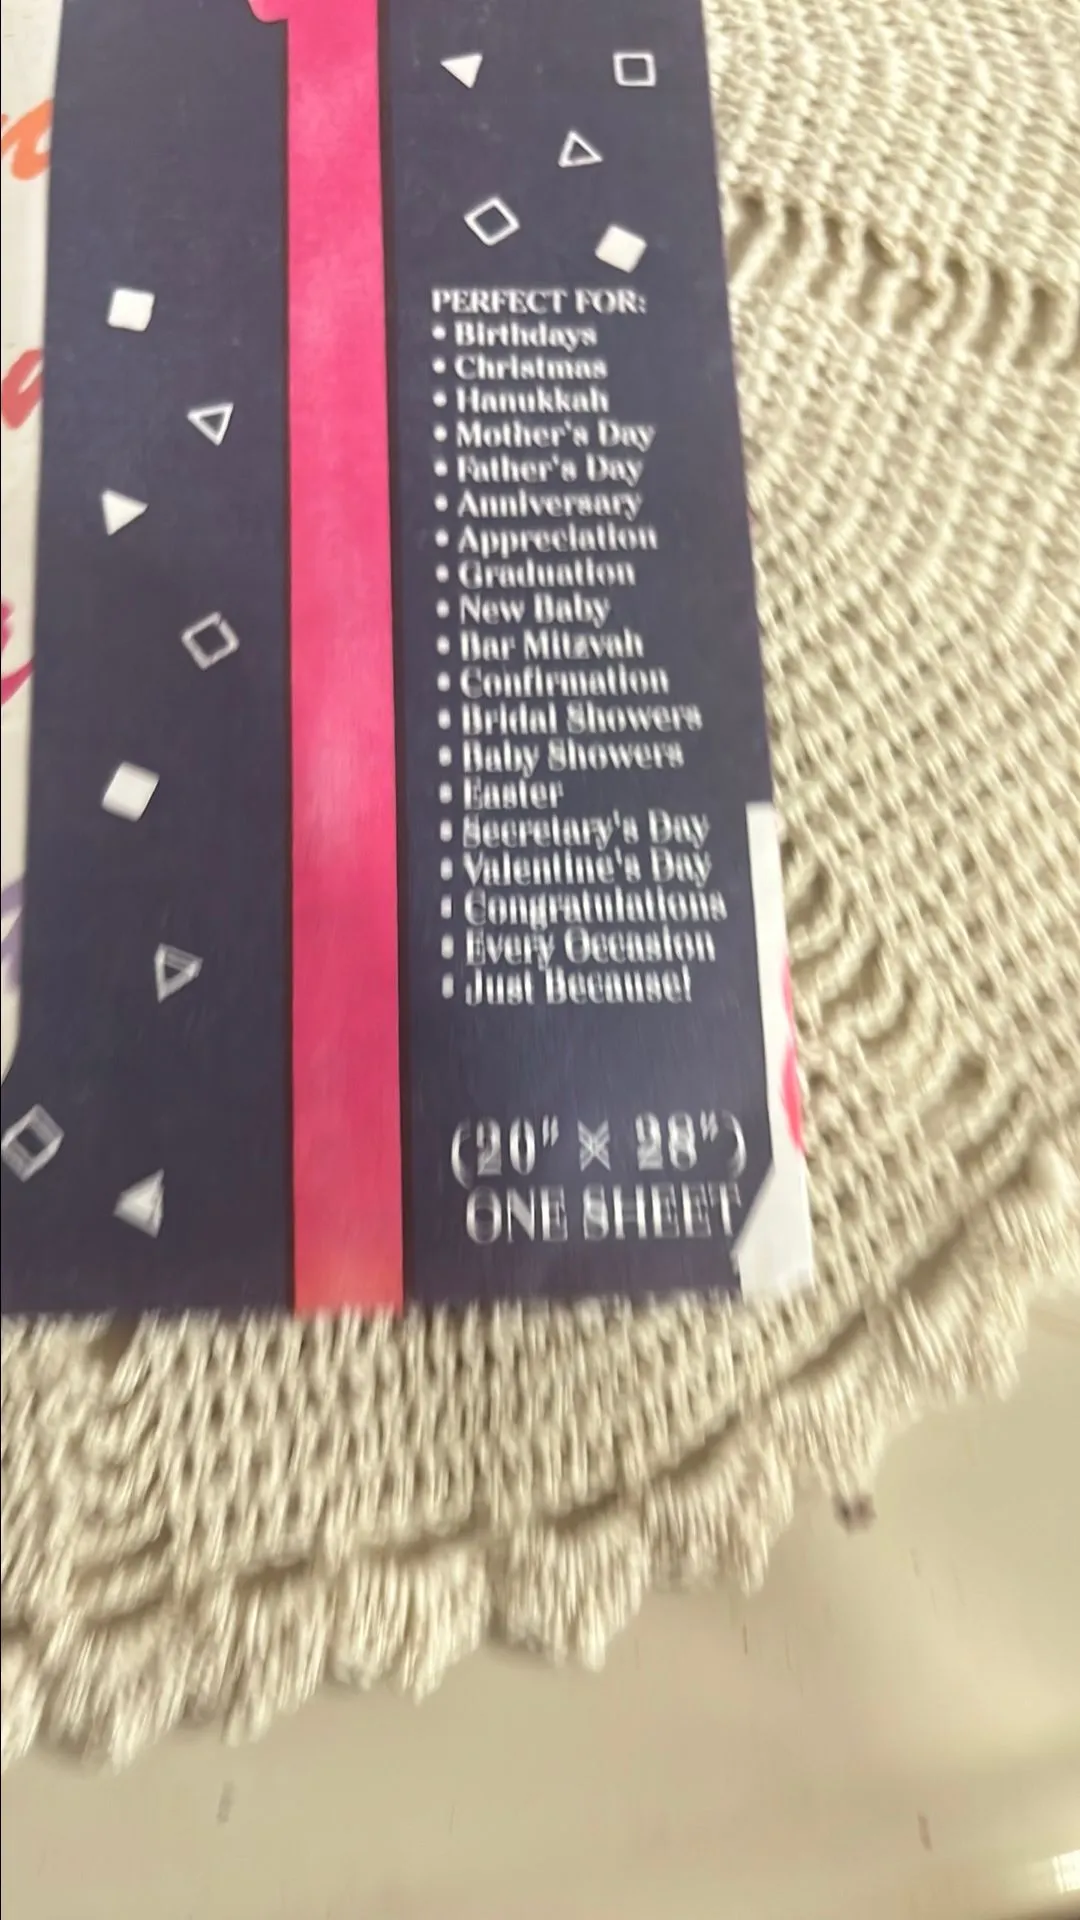 PERFECT FOR:
• Birthdays
• Christmas
• Hanukkah
• Mother's Day
• Father's Day
• Anniversary
• Appreciation
• Graduation
• New Baby
• Bar Mitzvah
• Confirmation
• Bridal Showers
• Baby Showers
• Easter
• Secretary's Day
• Valentine's Day
• Congratulations
• Every Occasion
• Just Because!
(20" X 28")
ONE SHEET